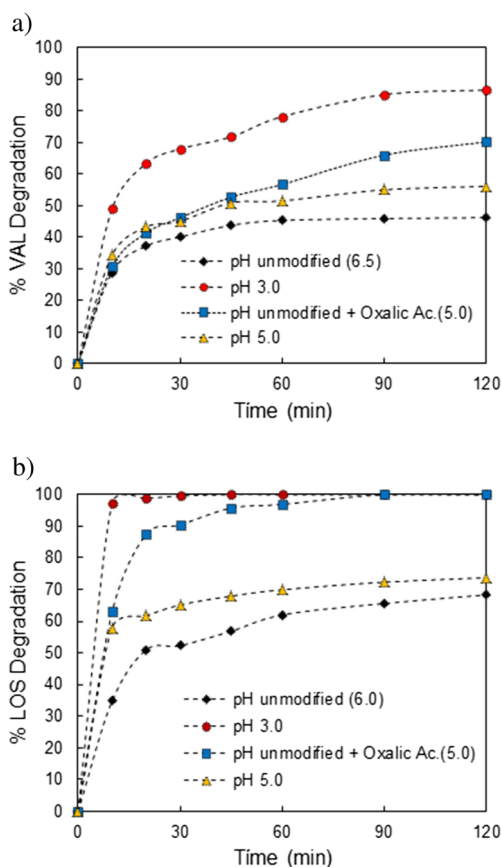 a)
100
90
80
70
60
50
40
30
20
10
0
% VAL Degradation
pH unmodified (6.5)
pH 3.0
pH unmodified + Oxalic Ac.(5.0)
pH 5.0
0 30 60 90 120
Time (min)
b)
100
90
80
70
60
50
40
30
20
10
0
% LOS Degradation
pH unmodified (6.0)
pH 3.0
pH unmodified + Oxalic Ac.(5.0)
pH 5.0
0 30 60 90 120
Time (min)